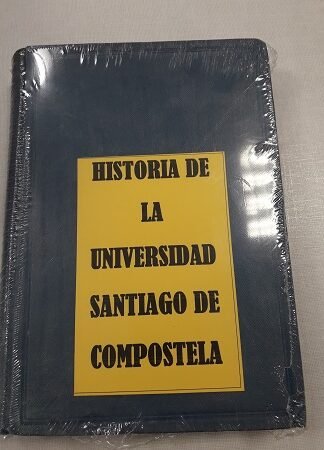 HISTORIA DE
LA
UNIVERSIDAD
SANTIAGO DE
COMPOSTELA